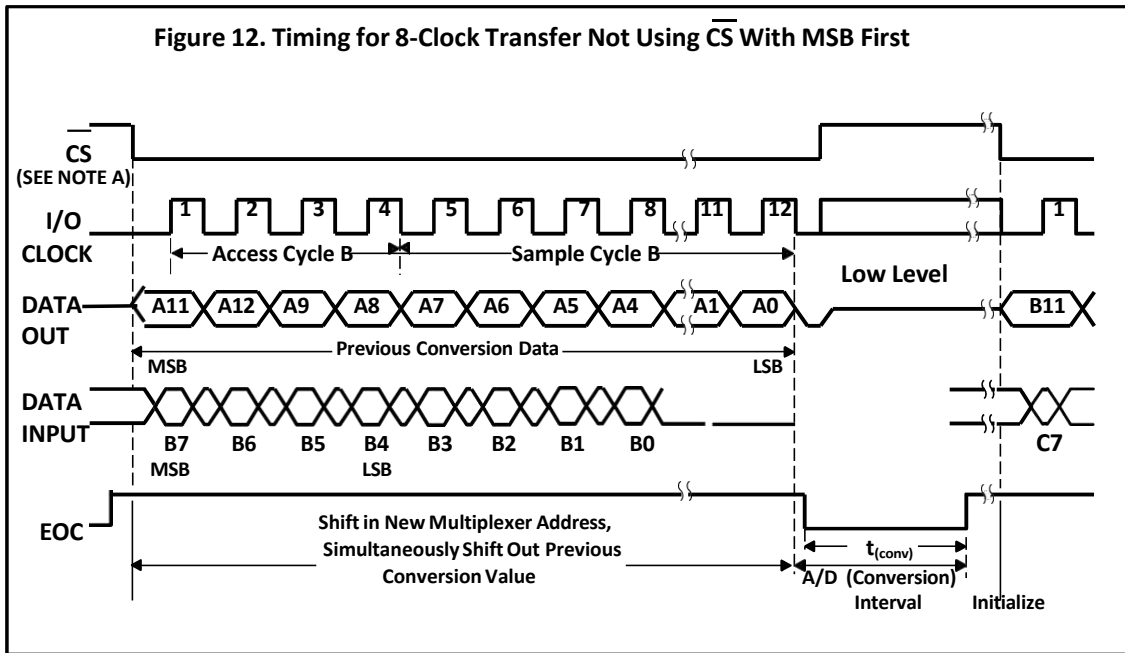 Figure 12. Timing for 8-Clock Transfer Not Using CS With MSB First
CS
(SEE NOTE A)
I/O
CLOCK
1 2 3 4 5 6 7 8 11 12 1
Access Cycle B Sample Cycle B
Low Level
DATA
OUT
A11 A12 A9 A8 A7 A6 A5 A4 A1 A0 B11
Previous Conversion Data
MSB LSB
DATA
INPUT
B7 B6 B5 B4 B3 B2 B1 B0 C7
MSB LSB
EOC
Shift in New Multiplexer Address,
Simultaneously Shift Out Previous
Conversion Value
t(conv)
A/D (Conversion)
Interval
Initialize